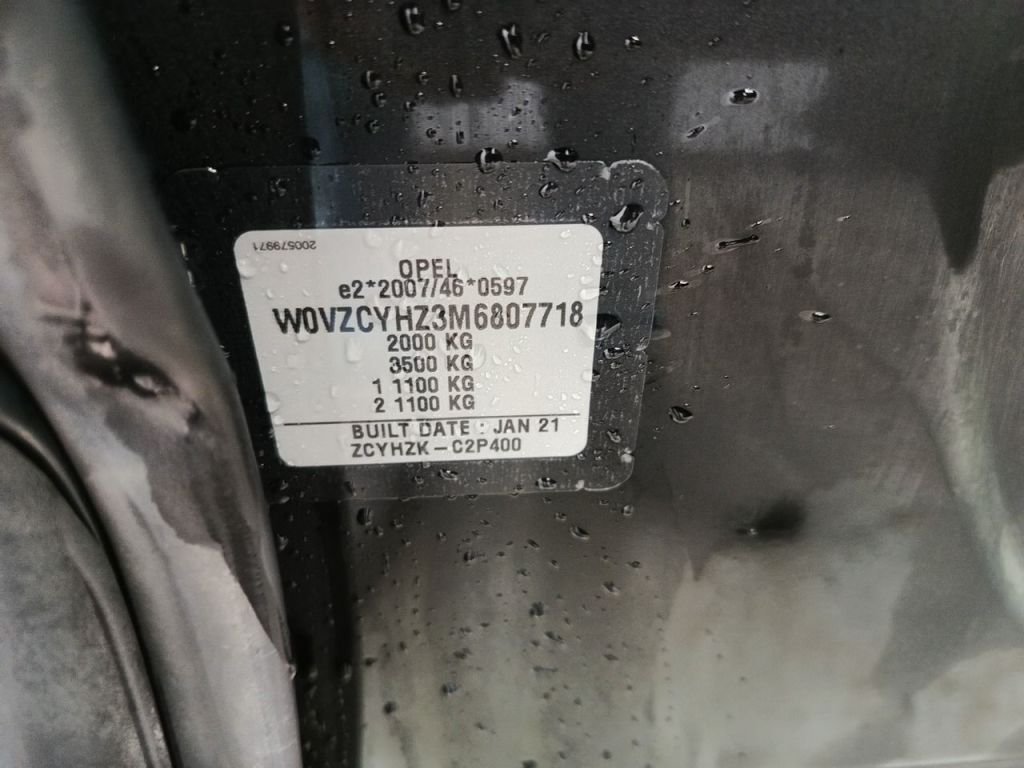 200579971
OPEL
e2*2007/46*0597
W0VZCYHZ3M6807718
2000 KG
3500 KG
1 1100 KG
2 1100 KG
BUILT DATE : JAN 21
ZCYHZK - C2P400